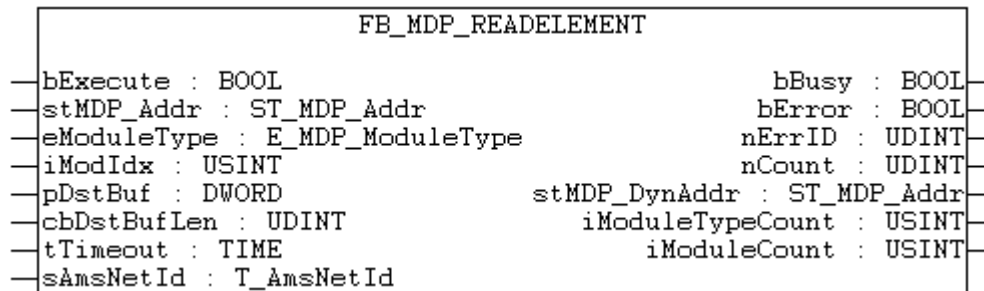 FB_MDP_READELEMENT
bExecute : BOOL bBusy : BOOL
stMDP_Addr : ST_MDP_Addr bError : BOOL
eModuleType : E_MDP_ModuleType nErrID : UDINT
iModIdx : USINT nCount : UDINT
pDstBuf : DWORD stMDP_DynAddr : ST_MDP_Addr
cbDstBufLen : UDINT iModuleTypeCount : USINT
tTimeout : TIME iModuleCount : USINT
sAmsNetId : T_AmsNetId